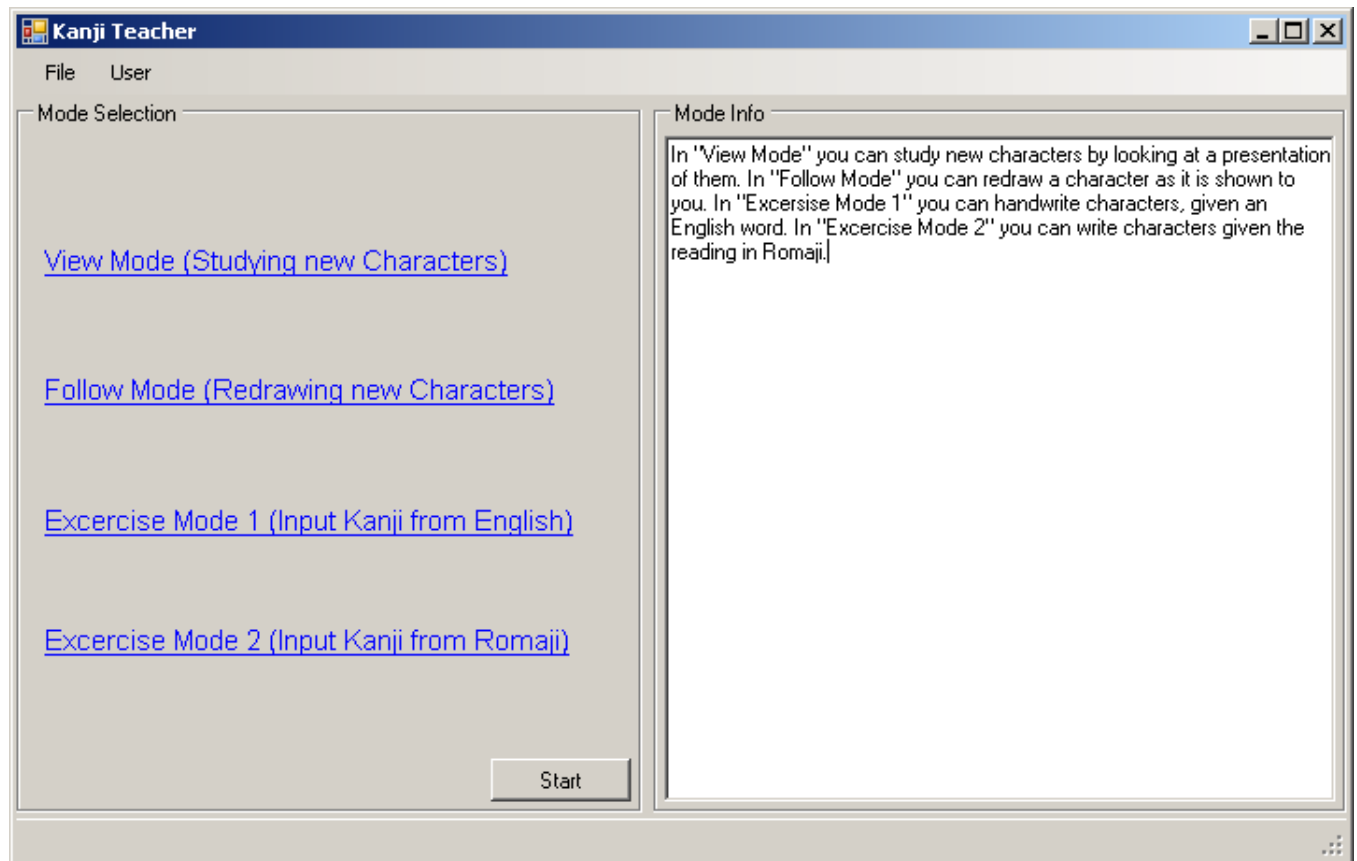 Kanji Teacher
File User
Mode Selection
View Mode (Studying new Characters)
Follow Mode (Redrawing new Characters)
Excercise Mode 1 (Input Kanji from English)
Excercise Mode 2 (Input Kanji from Romaji)
Start
Mode Info
In "View Mode" you can study new characters by looking at a presentation
of them. In "Follow Mode" you can redraw a character as it is shown to
you. In "Excersise Mode 1" you can handwrite characters, given an
English word. In "Excercise Mode 2" you can write characters given the
reading in Romaji.